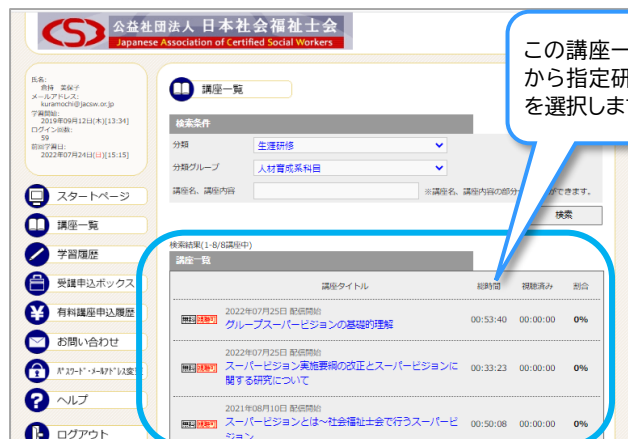 公益社団法人 日本社会福祉士会
Japanese Association of Certified Social Workers
この講座一
から指定研
を選択しま
氏名:
メールアドレス:
kuramochi@jacsw.or.jp
学習開始:
2019年09月12日(木)[13:34]
ログイン回数:
59
前回学習日:
2022年07月24日(日)[15:15]
スタートページ
講座一覧
学習履歴
受講申込ボックス
有料講座申込履歴
お問い合わせ
パスワード・メールアドレス変更
ヘルプ
ログアウト
講座一覧
検索条件
分類
生涯研修
分類グループ
人材育成系科目
講座名、講座内容
※講座名、講座内容の部分
ができます。
検索
検索結果(1-8/8講座中)
講座一覧
講座タイトル
総時間
視聴済み
割合
2022年07月25日 配信開始
グループスーパービジョンの基礎的理解
00:53:40
00:00:00
0%
2022年07月25日 配信開始
スーパービジョン実施要綱の改正とスーパービジョンに
関する研究について
00:33:23
00:00:00
0%
2021年08月10日 配信開始
スーパービジョンとは~社会福祉士会で行うスーパービ
ジョン
00:50:08
00:00:00
0%